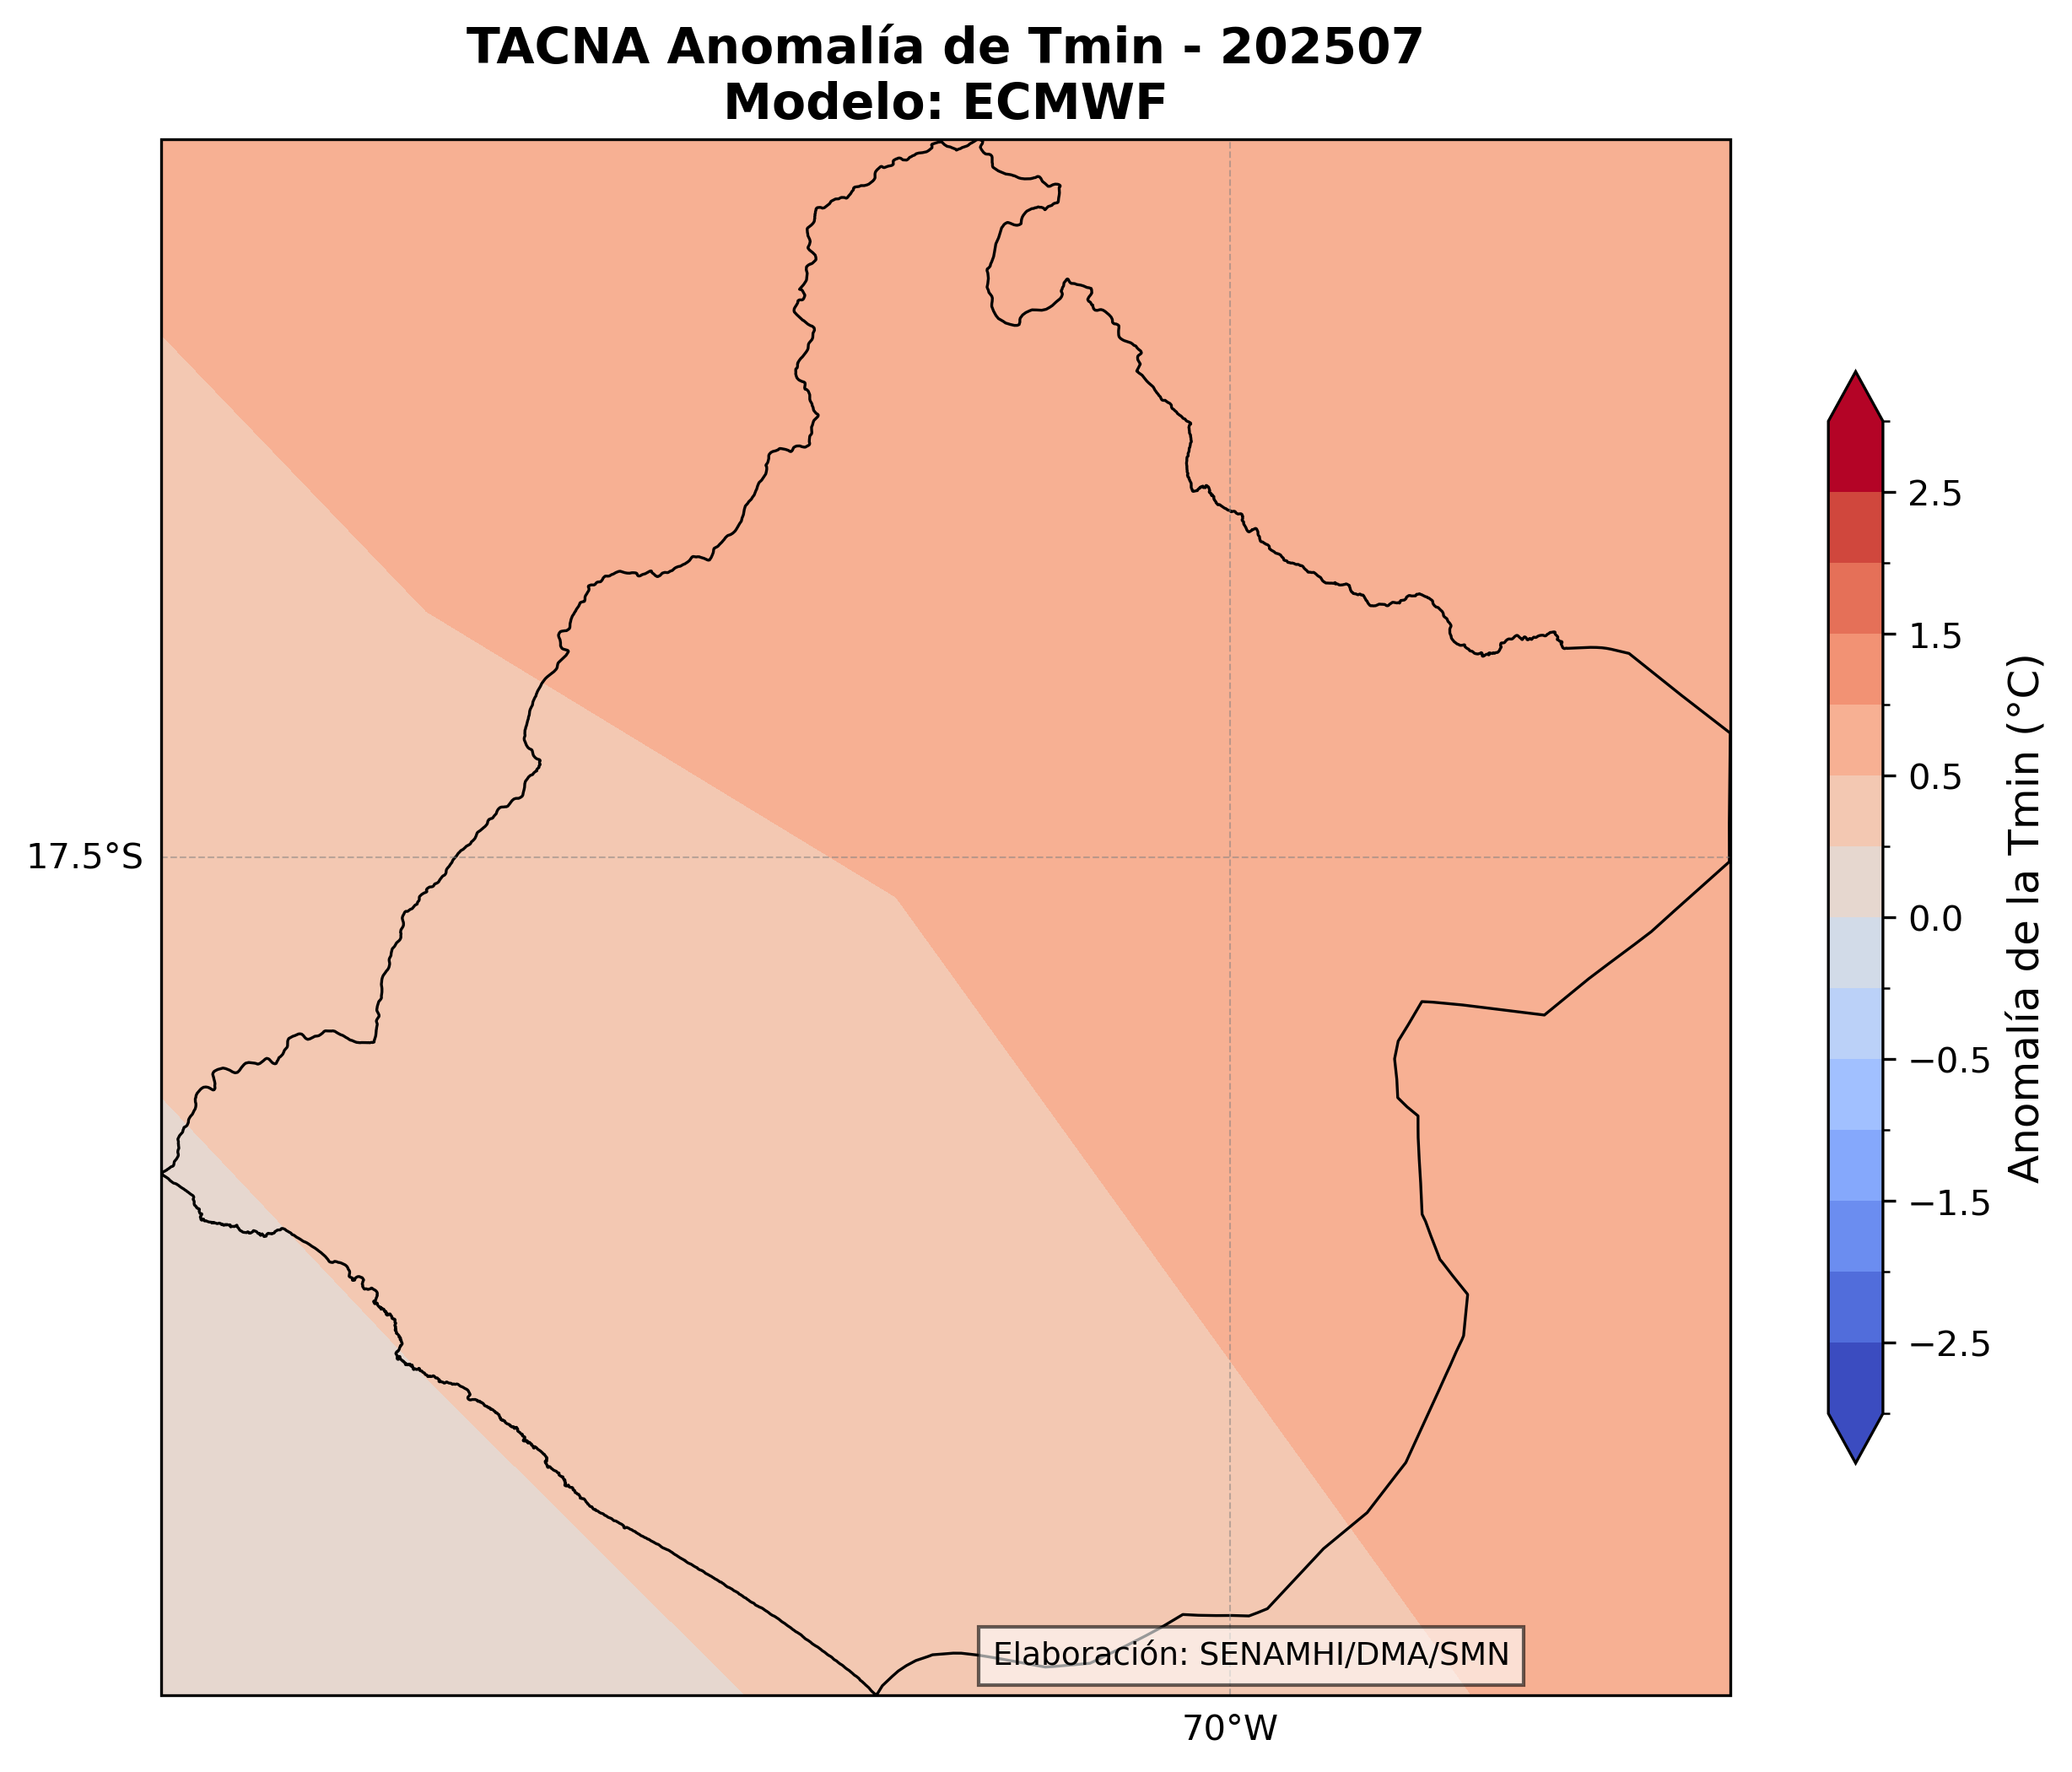 TACNA Anomalía de Tmin - 202507
Modelo: ECMWF
2.5
1.5
0.5
0.0
−0.5
−1.5
−2.5
Anomalía de la Tmin (°C)
17.5°S
Elaboración: SENAMHI/DMA/SMN
70°W